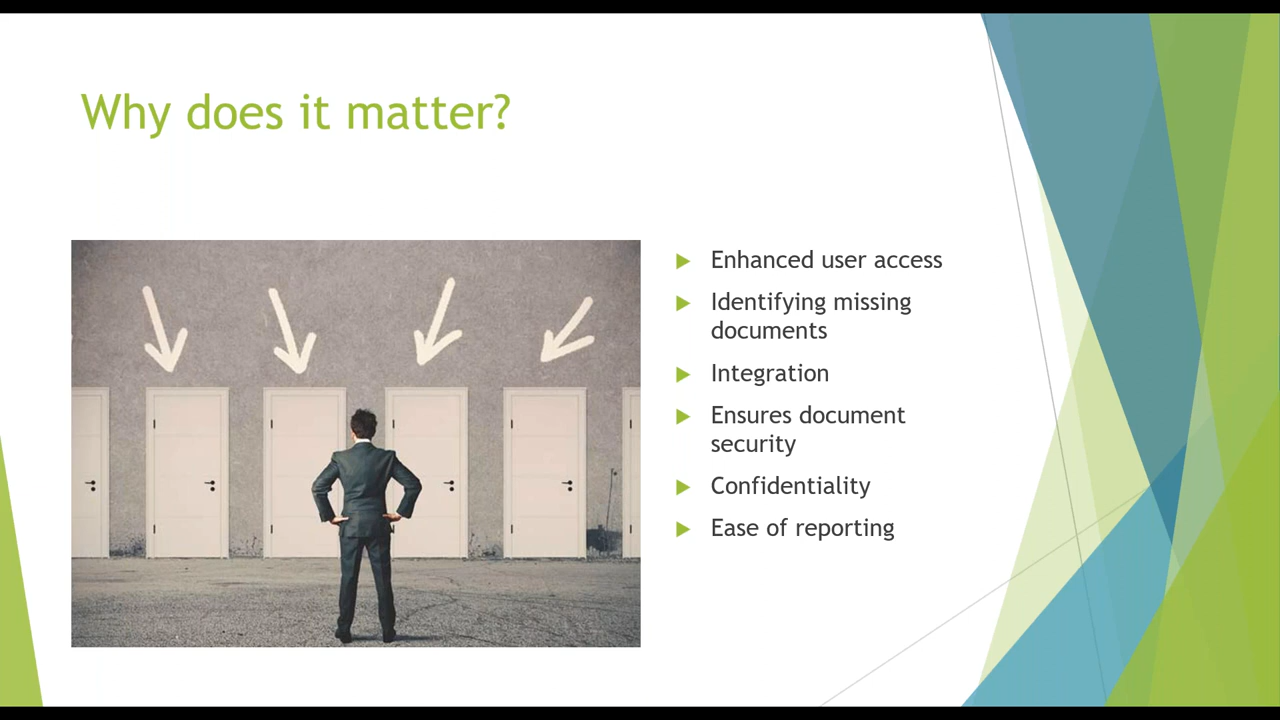 Why does it matter?
Enhanced user access
Identifying missing
documents
Integration
Ensures document
security
Confidentiality
Ease of reporting